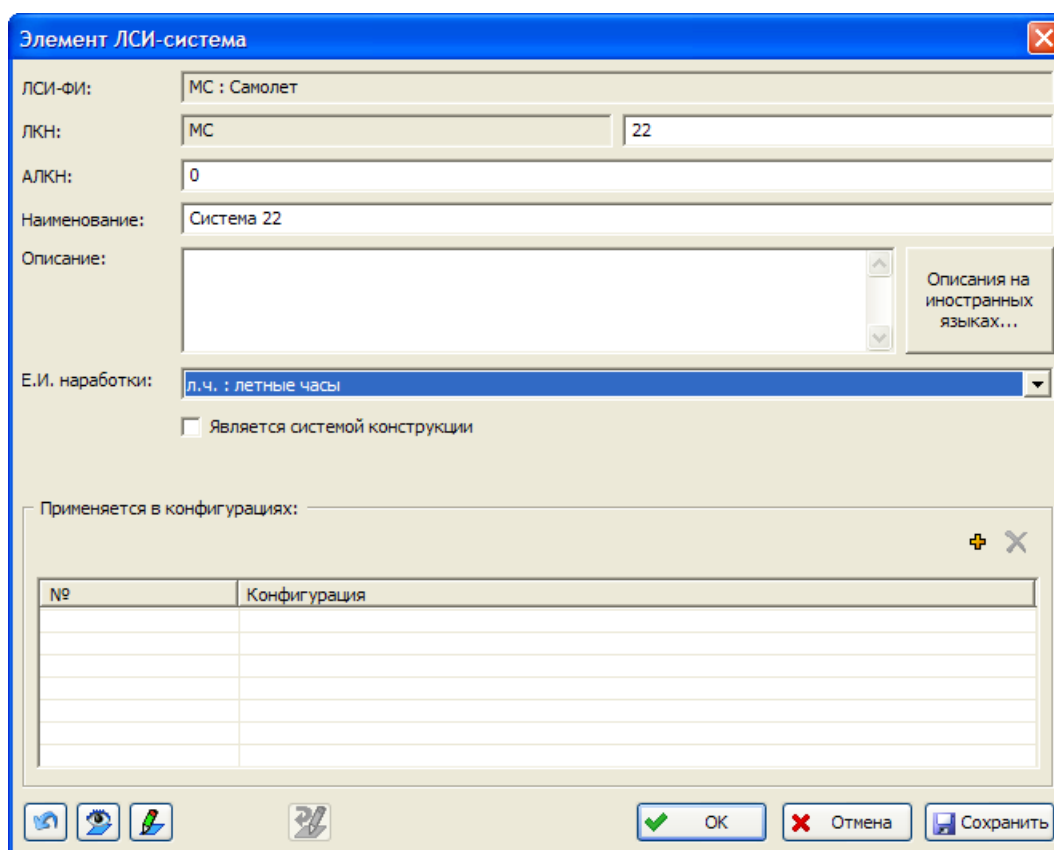 Элемент ЛСИ-система
ЛСИ-ФИ: МС : Самолет
ЛКН: МС 22
АЛКН: 0
Наименование: Система 22
Описание:
Описания на
иностранных
языках...
Е.И. наработки: л.ч. : летные часы
Является системой конструкции
Применяется в конфигурациях:
№ Конфигурация
OK Отмена Сохранить